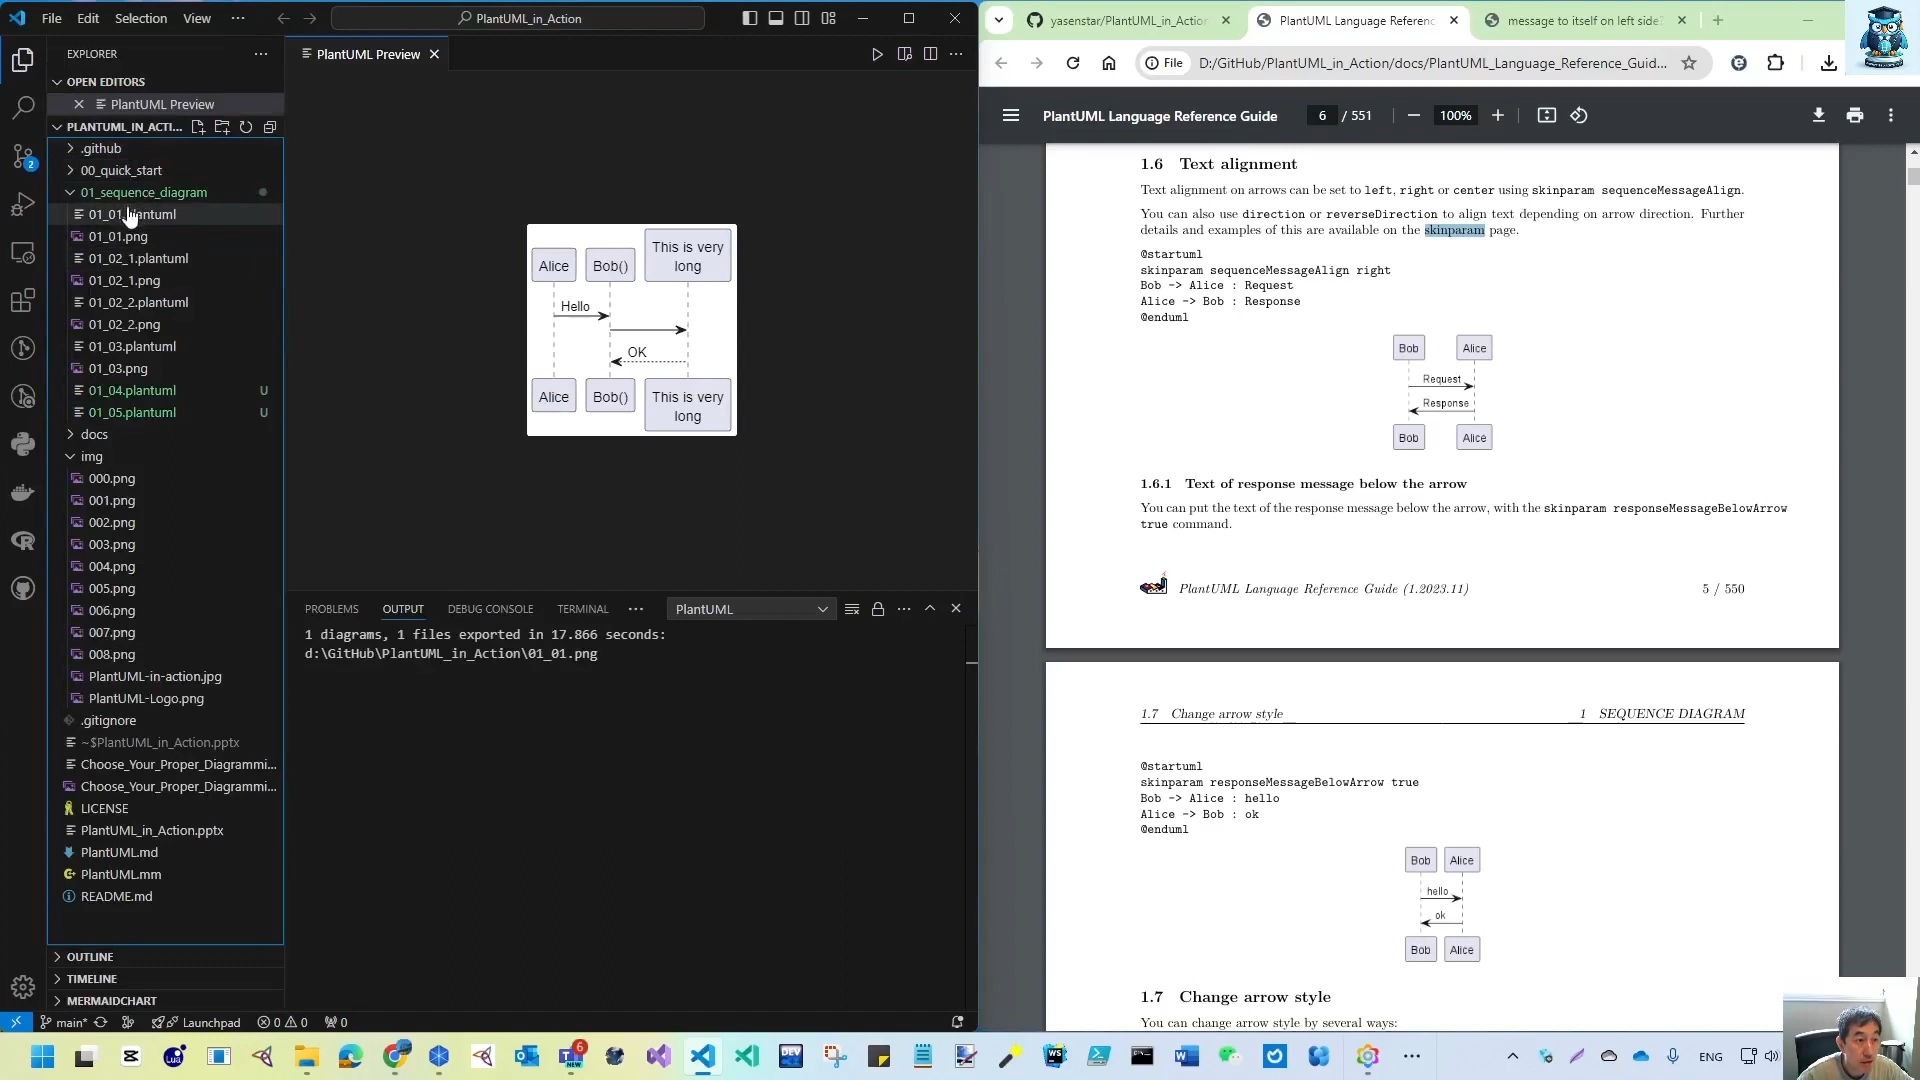 File Edit Selection View ··· PlantUML_in_Action
EXPLORER
OPEN EDITORS
PlantUML Preview
PLANTUML_IN_ACTI...
.github
00_quick_start
01_sequence_diagram
01_01.plantuml
01_01.png
01_02_1.plantuml
01_02_1.png
01_02_2.plantuml
01_02_2.png
01_03.plantuml
01_03.png
01_04.plantuml U
01_05.plantuml U
docs
img
000.png
001.png
002.png
003.png
004.png
005.png
006.png
007.png
008.png
PlantUML-in-action.jpg
PlantUML-Logo.png
.gitignore
~$PlantUML_in_Action.pptx
Choose_Your_Proper_Diagrammi...
Choose_Your_Proper_Diagrammi...
LICENSE
PlantUML_in_Action.pptx
PlantUML.md
PlantUML.mm
README.md
OUTLINE
TIMELINE
MERMAIDCHART
2
PlantUML Preview
Alice Bob() This is very
long
Hello
OK
Alice Bob() This is very
long
PROBLEMS OUTPUT DEBUG CONSOLE TERMINAL ··· PlantUML
1 diagrams, 1 files exported in 17.866 seconds:
d:\GitHub\PlantUML_in_Action\01_01.png
main* Launchpad 0 0 0
yasenstar/PlantUML_in_Action
PlantUML Language Referenc
message to itself on left side
File D:/GitHub/PlantUML_in_Action/docs/PlantUML_Language_Reference_Guid...
PlantUML Language Reference Guide 6 / 551 100%
1.6 Text alignment
Text alignment on arrows can be set to left, right or center using skinparam sequenceMessageAlign.
You can also use direction or reverseDirection to align text depending on arrow direction. Further
details and examples of this are available on the skinparam page.
@startuml
skinparam sequenceMessageAlign right
Bob -> Alice : Request
Alice -> Bob : Response
@enduml
Bob Alice
Request
Response
Bob Alice
1.6.1 Text of response message below the arrow
You can put the text of the response message below the arrow, with the skinparam responseMessageBelowArrow
true command.
PlantUML Language Reference Guide (1.2023.11) 5 / 550
1.7 Change arrow style 1 SEQUENCE DIAGRAM
@startuml
skinparam responseMessageBelowArrow true
Bob -> Alice : hello
Alice -> Bob : ok
@enduml
Bob Alice
hello
ok
Bob Alice
1.7 Change arrow style
You can change arrow style by several ways:
6
NEW
DEV
WS
ENG